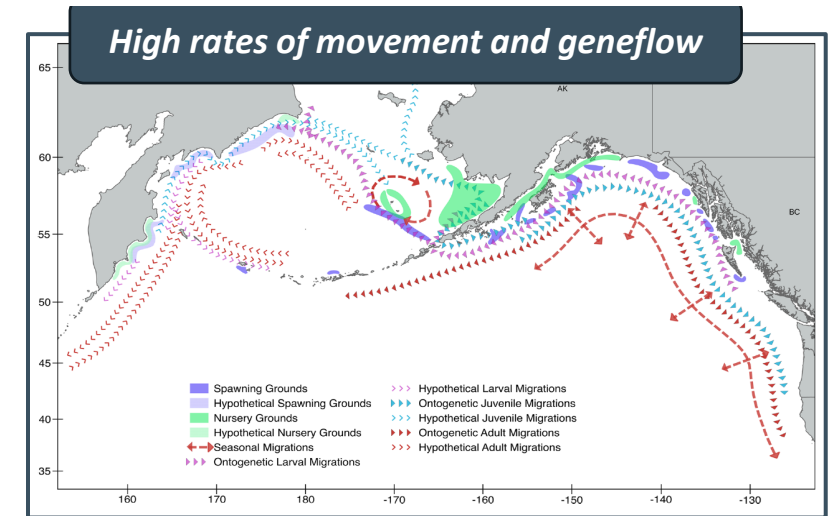 High rates of movement and geneflow
65
AK
60
BC
55
50
45
40
35
Spawning Grounds
Hypothetical Spawning Grounds
Nursery Grounds
Hypothetical Nursery Grounds
Seasonal Migrations
Ontogenetic Larval Migrations
Hypothetical Larval Migrations
Ontogenetic Juvenile Migrations
Hypothetical Juvenile Migrations
Ontogenetic Adult Migrations
Hypothetical Adult Migrations
160 170 180 -170 -160 -150 -140 -130